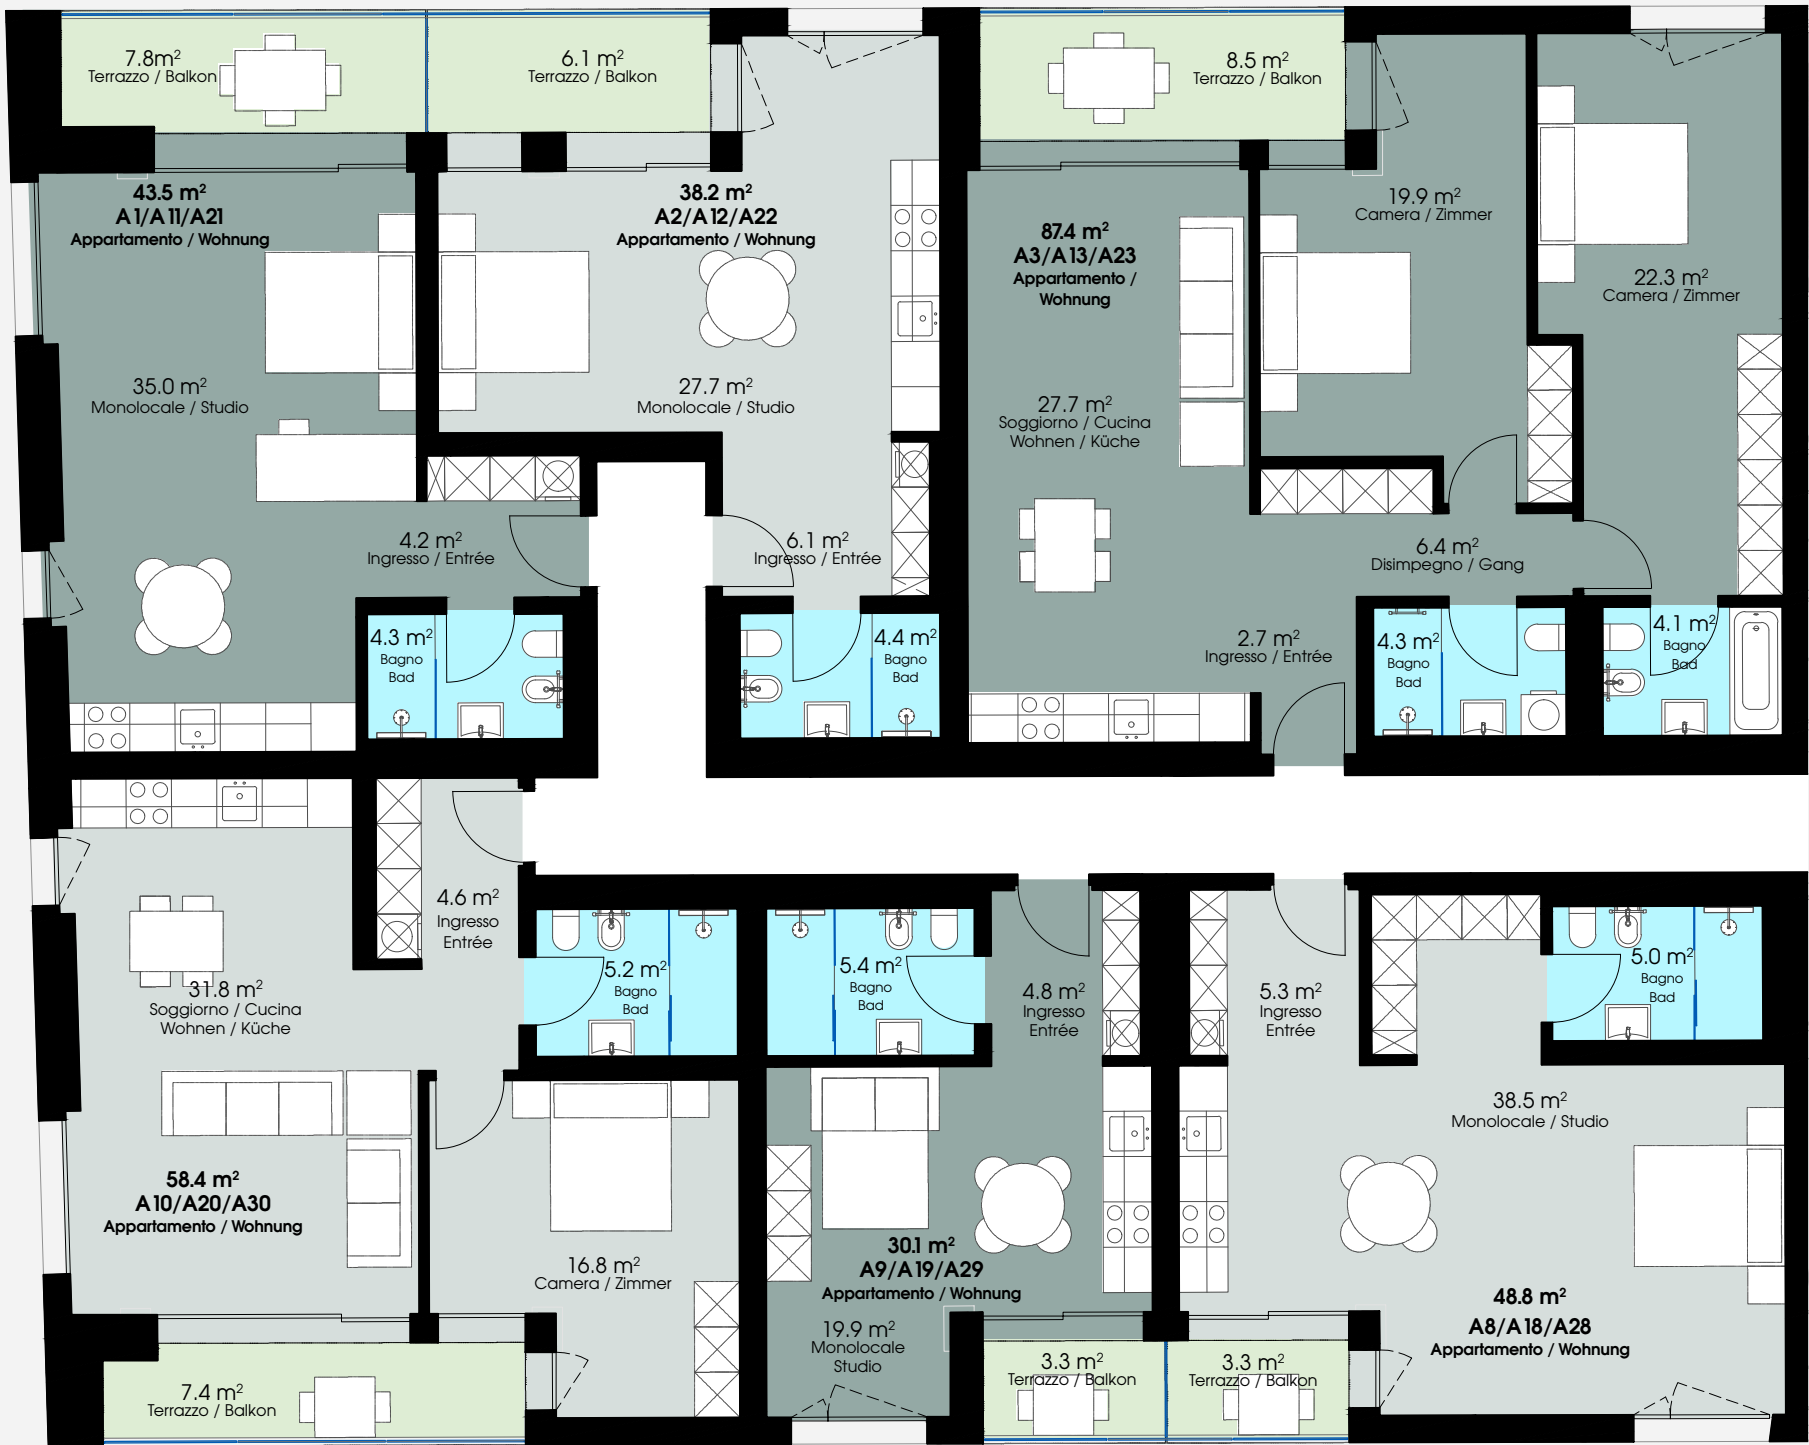 7.8m²
Terrazzo / Balkon
6.1 m²
Terrazzo / Balkon
8.5 m²
Terrazzo / Balkon
43.5 m²
A1/A11/A21
Appartamento / Wohnung
38.2 m²
A2/A12/A22
Appartamento / Wohnung
87.4 m²
A3/A13/A23
Appartamento /
Wohnung
19.9 m²
Camera / Zimmer
22.3 m²
Camera / Zimmer
35.0 m²
Monolocale / Studio
27.7 m²
Monolocale / Studio
27.7 m²
Soggiorno / Cucina
Wohnen / Küche
4.2 m²
Ingresso / Entrée
6.1 m²
Ingresso / Entrée
6.4 m²
Disimpegno / Gang
4.3 m²
Bagno
Bad
4.4 m²
Bagno
Bad
2.7 m²
Ingresso / Entrée
4.3 m²
Bagno
Bad
4.1 m²
Bagno
Bad
4.6 m²
Ingresso
Entrée
31.8 m²
Soggiorno / Cucina
Wohnen / Küche
5.2 m²
Bagno
Bad
5.4 m²
Bagno
Bad
4.8 m²
Ingresso
Entrée
5.3 m²
Ingresso
Entrée
5.0 m²
Bagno
Bad
38.5 m²
Monolocale / Studio
58.4 m²
A10/A20/A30
Appartamento / Wohnung
16.8 m²
Camera / Zimmer
30.1 m²
A9/A19/A29
Appartamento / Wohnung
19.9 m²
Monolocale
Studio
48.8 m²
A8/A18/A28
Appartamento / Wohnung
7.4 m²
Terrazzo / Balkon
3.3 m²
Terrazzo / Balkon
3.3 m²
Terrazzo / Balkon